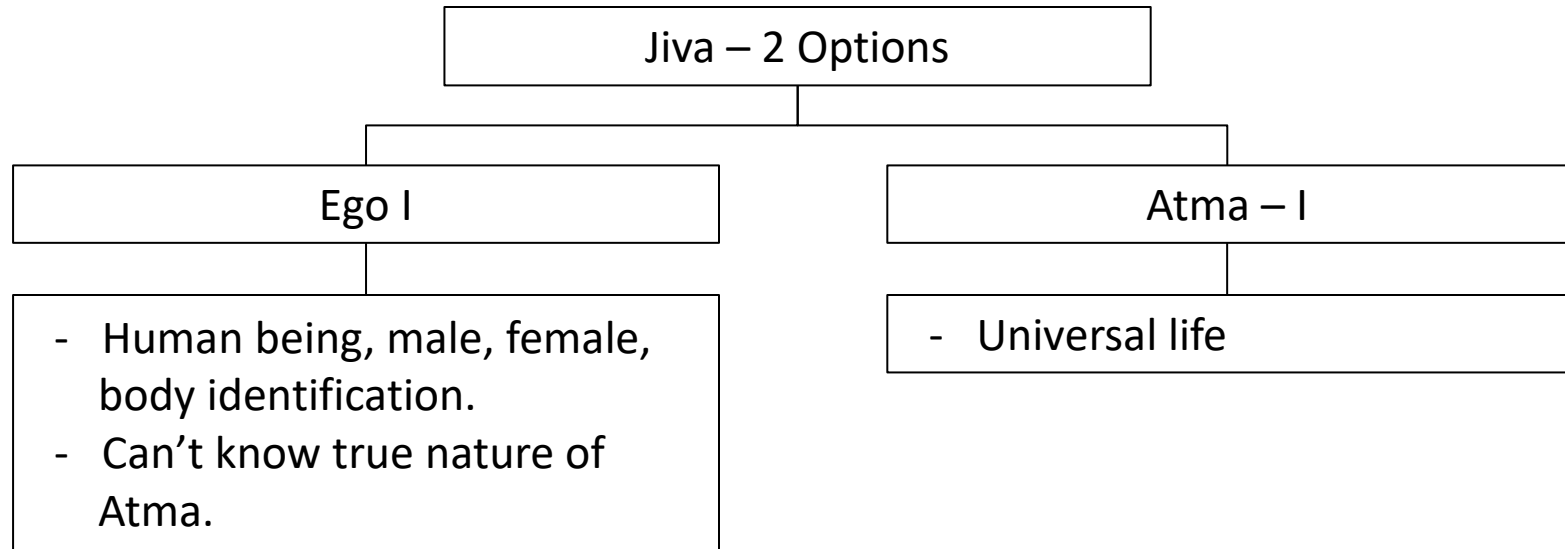 Jiva – 2 Options
Ego I
Atma – I
- Human being, male, female,
body identification.
- Can’t know true nature of
Atma.
- Universal life